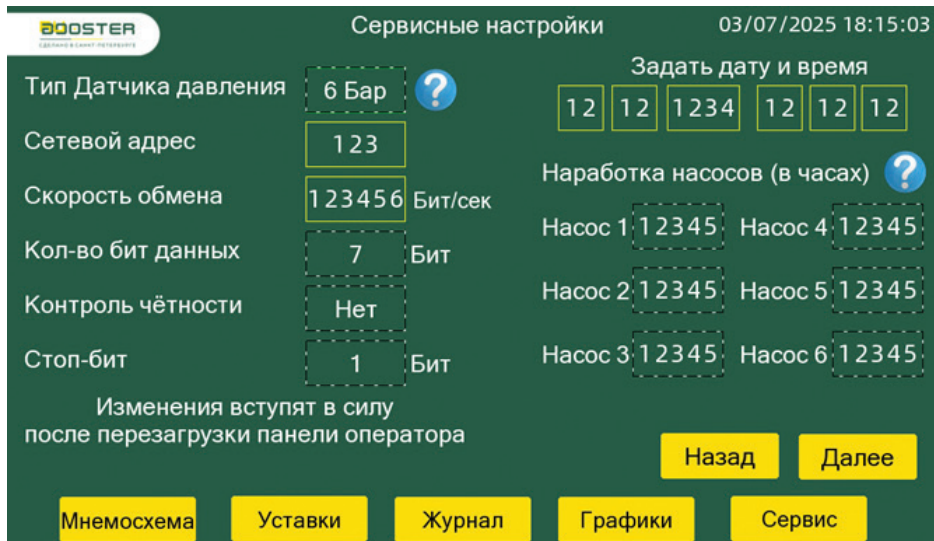 BOOSTER
СДЕЛАНО В САНКТ-ПЕТЕРБУРГЕ
Сервисные настройки
03/07/2025 18:15:03
Тип Датчика давления 6 Бар ?
Сетевой адрес 123
Скорость обмена 123456 Бит/сек
Кол-во бит данных 7 Бит
Контроль чётности Нет
Стоп-бит 1 Бит
Изменения вступят в силу
после перезагрузки панели оператора
Задать дату и время
12 12 1234 12 12 12
Наработка насосов (в часах) ?
Насос 1 12345 Насос 4 12345
Насос 2 12345 Насос 5 12345
Насос 3 12345 Насос 6 12345
Назад Далее
Мнемосхема Уставки Журнал Графики Сервис